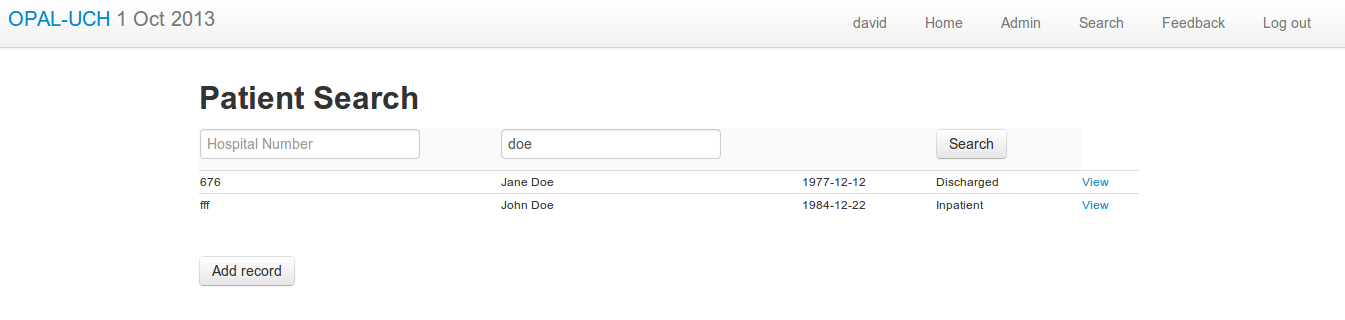 OPAL-UCH 1 Oct 2013 david Home Admin Search Feedback Log out
Patient Search
Hospital Number doe Search
676 Jane Doe 1977-12-12 Discharged View
fff John Doe 1984-12-22 Inpatient View
Add record